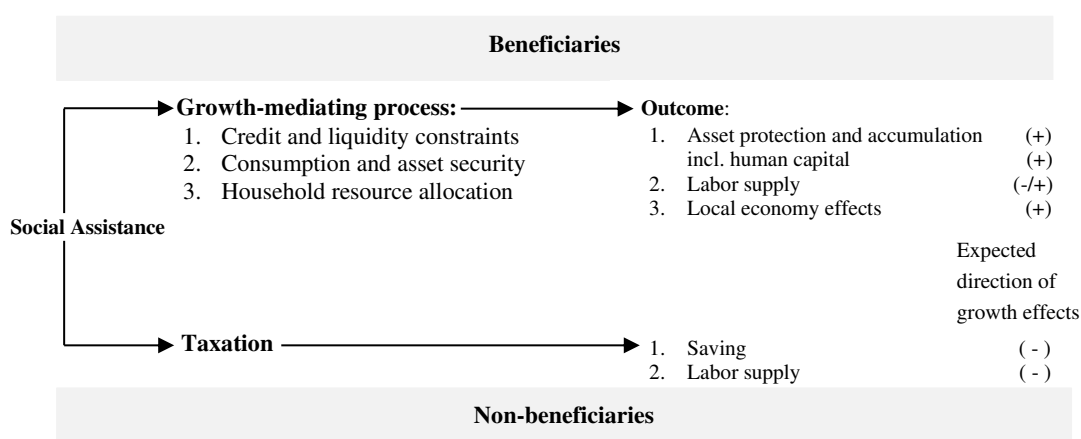 Beneficiaries
Growth-mediating process:
1. Credit and liquidity constraints
2. Consumption and asset security
3. Household resource allocation
Outcome:
1. Asset protection and accumulation (+)
incl. human capital (+)
2. Labor supply (-/+)
3. Local economy effects (+)
Social Assistance
Expected
direction of
growth effects
Taxation
1. Saving ( - )
2. Labor supply ( - )
Non-beneficiaries